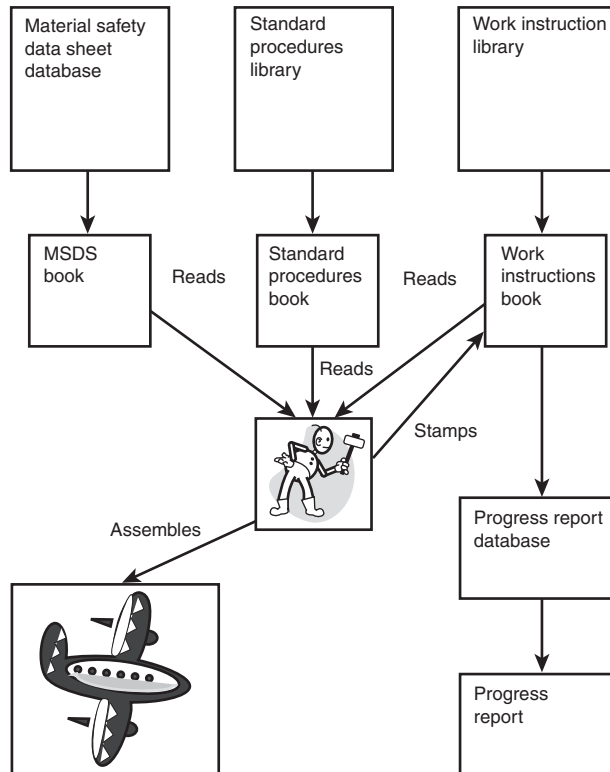 Material safety
data sheet
database
Standard
procedures
library
Work instruction
library
MSDS
book
Reads
Standard
procedures
book
Reads
Work
instructions
book
Reads
Stamps
Assembles
Progress report
database
Progress
report